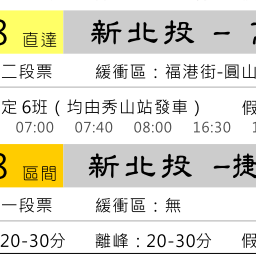 8 直達 新北投 -
二段票 緩衝區：福港街-圓山
定 6班（均由秀山站發車） 假
07:00 07:40 08:00 16:30
8 區間 新北投 -捷
一段票 緩衝區：無
20-30分 離峰：20-30分 假